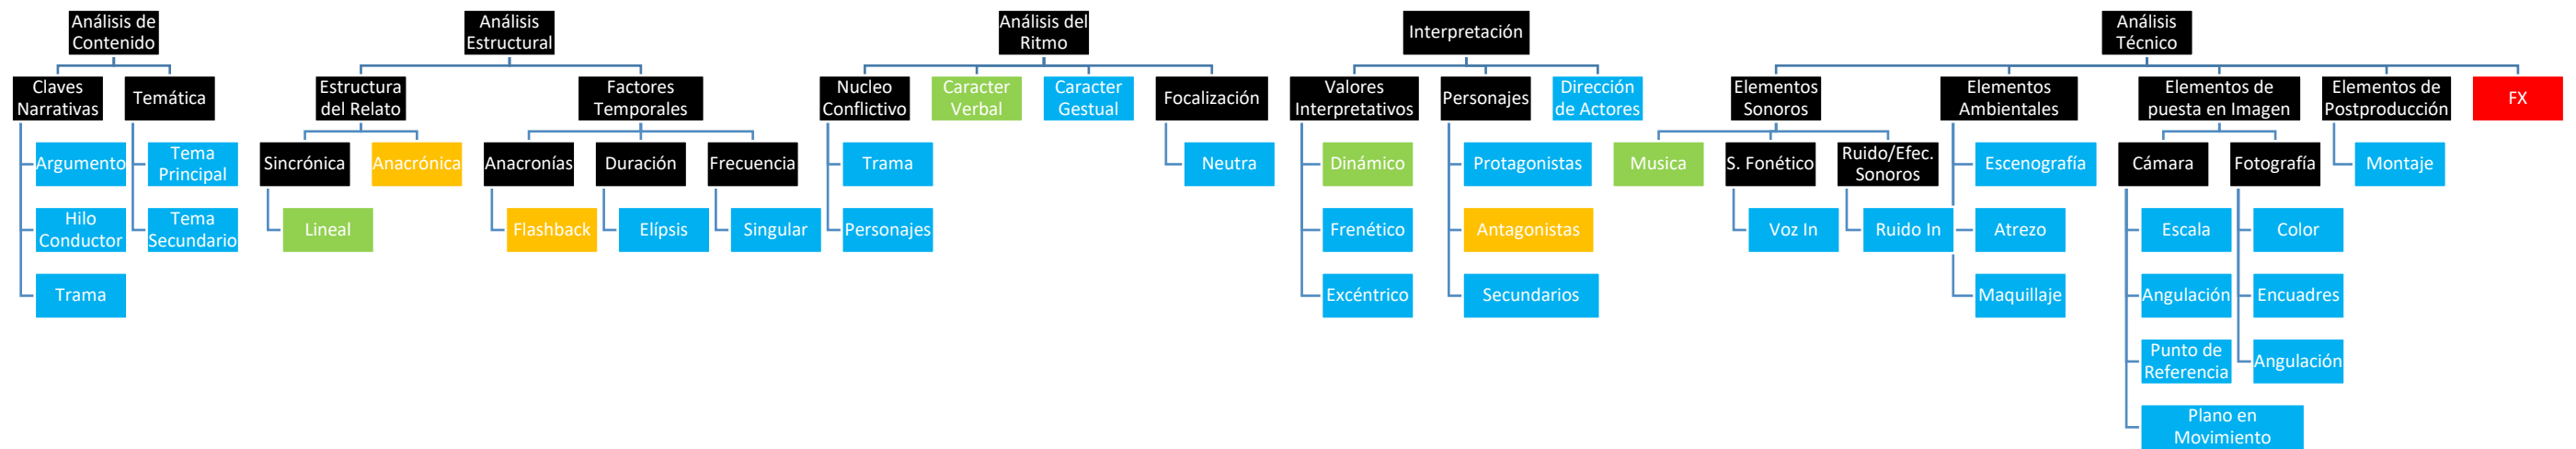 Análisis de
Contenido
Análisis
Estructural
Análisis del
Ritmo
Interpretación
Análisis
Técnico
Claves
Narrativas
Temática
Estructura
del Relato
Factores
Temporales
Nucleo
Conflictivo
Caracter
Verbal
Caracter
Gestual
Focalización
Valores
Interpretativos
Personajes
Dirección
de Actores
Elementos
Sonoros
Elementos
Ambientales
Elementos de
puesta en Imagen
Elementos de
Postproducción
FX
Argumento
Tema
Principal
Sincrónica
Anacrónica
Anacronías
Duración
Frecuencia
Trama
Neutra
Dinámico
Protagonistas
Musica
S. Fonético
Ruido/Efec.
Sonoros
Escenografía
Cámara
Fotografía
Montaje
Hilo
Conductor
Tema
Secundario
Lineal
Flashback
Elípsis
Singular
Personajes
Frenético
Antagonistas
Voz In
Ruido In
Atrezo
Escala
Color
Trama
Excéntrico
Secundarios
Maquillaje
Angulación
Encuadres
Punto de
Referencia
Angulación
Plano en
Movimiento